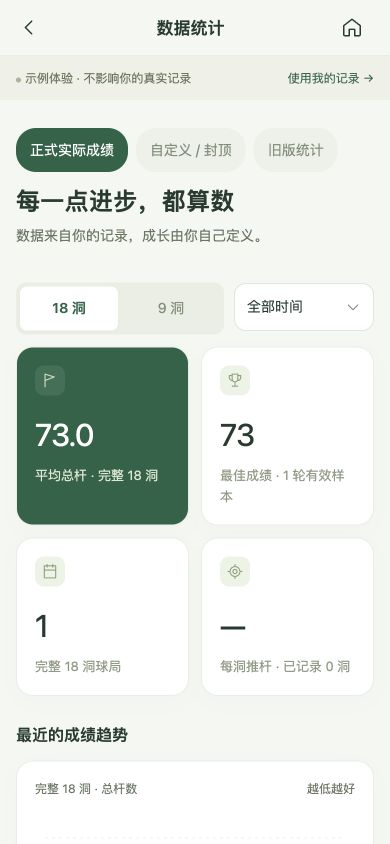 数据统计
示例体验 · 不影响你的真实记录
使用我的记录 →
正式实际成绩
自定义 / 封顶
旧版统计
每一点进步，都算数
数据来自你的记录，成长由你自己定义。
18 洞
9 洞
全部时间
73.0
平均总杆 · 完整 18 洞
73
最佳成绩 · 1 轮有效样
本
1
完整 18 洞球局
—
每洞推杆 · 已记录 0 洞
最近的成绩趋势
完整 18 洞 · 总杆数
越低越好